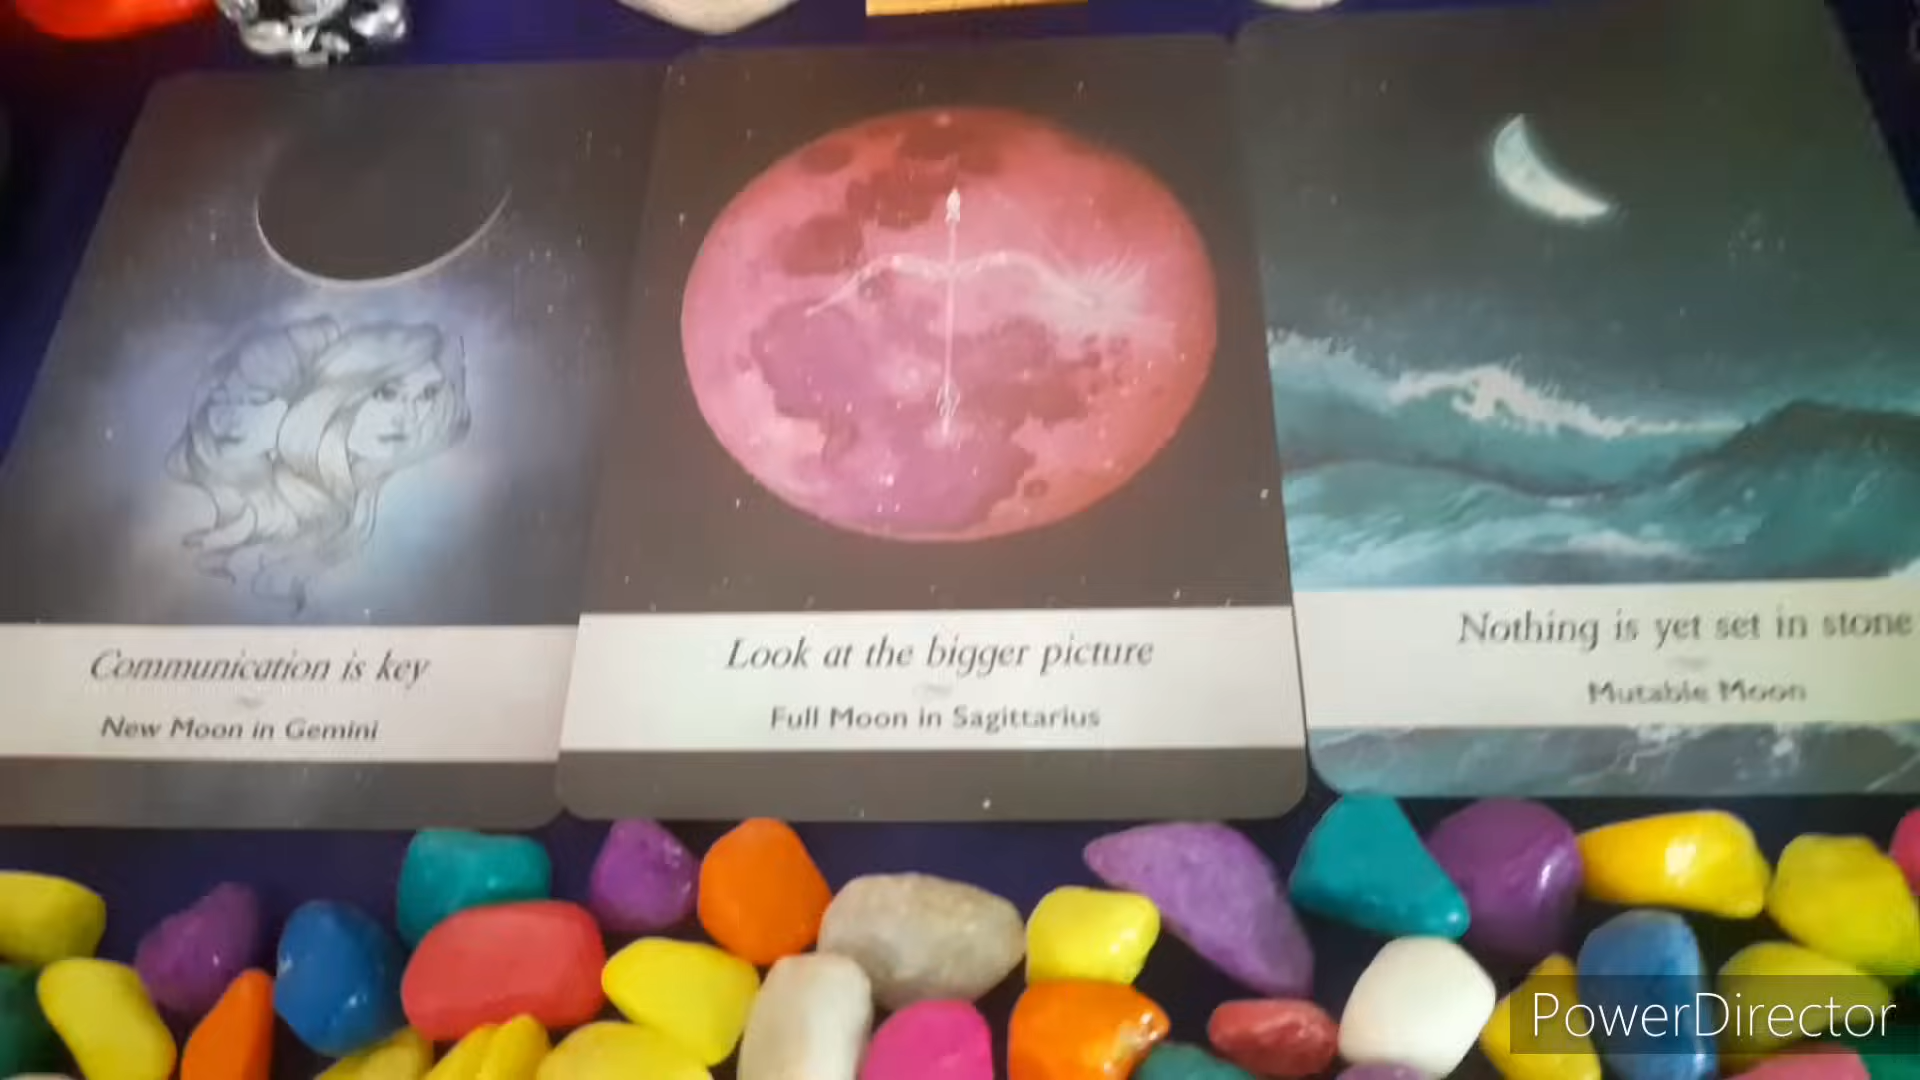 Communication is key
New Moon in Gemini
Look at the bigger picture
Full Moon in Sagittarius
Nothing is yet set in stone
Mutable Moon
PowerDirector